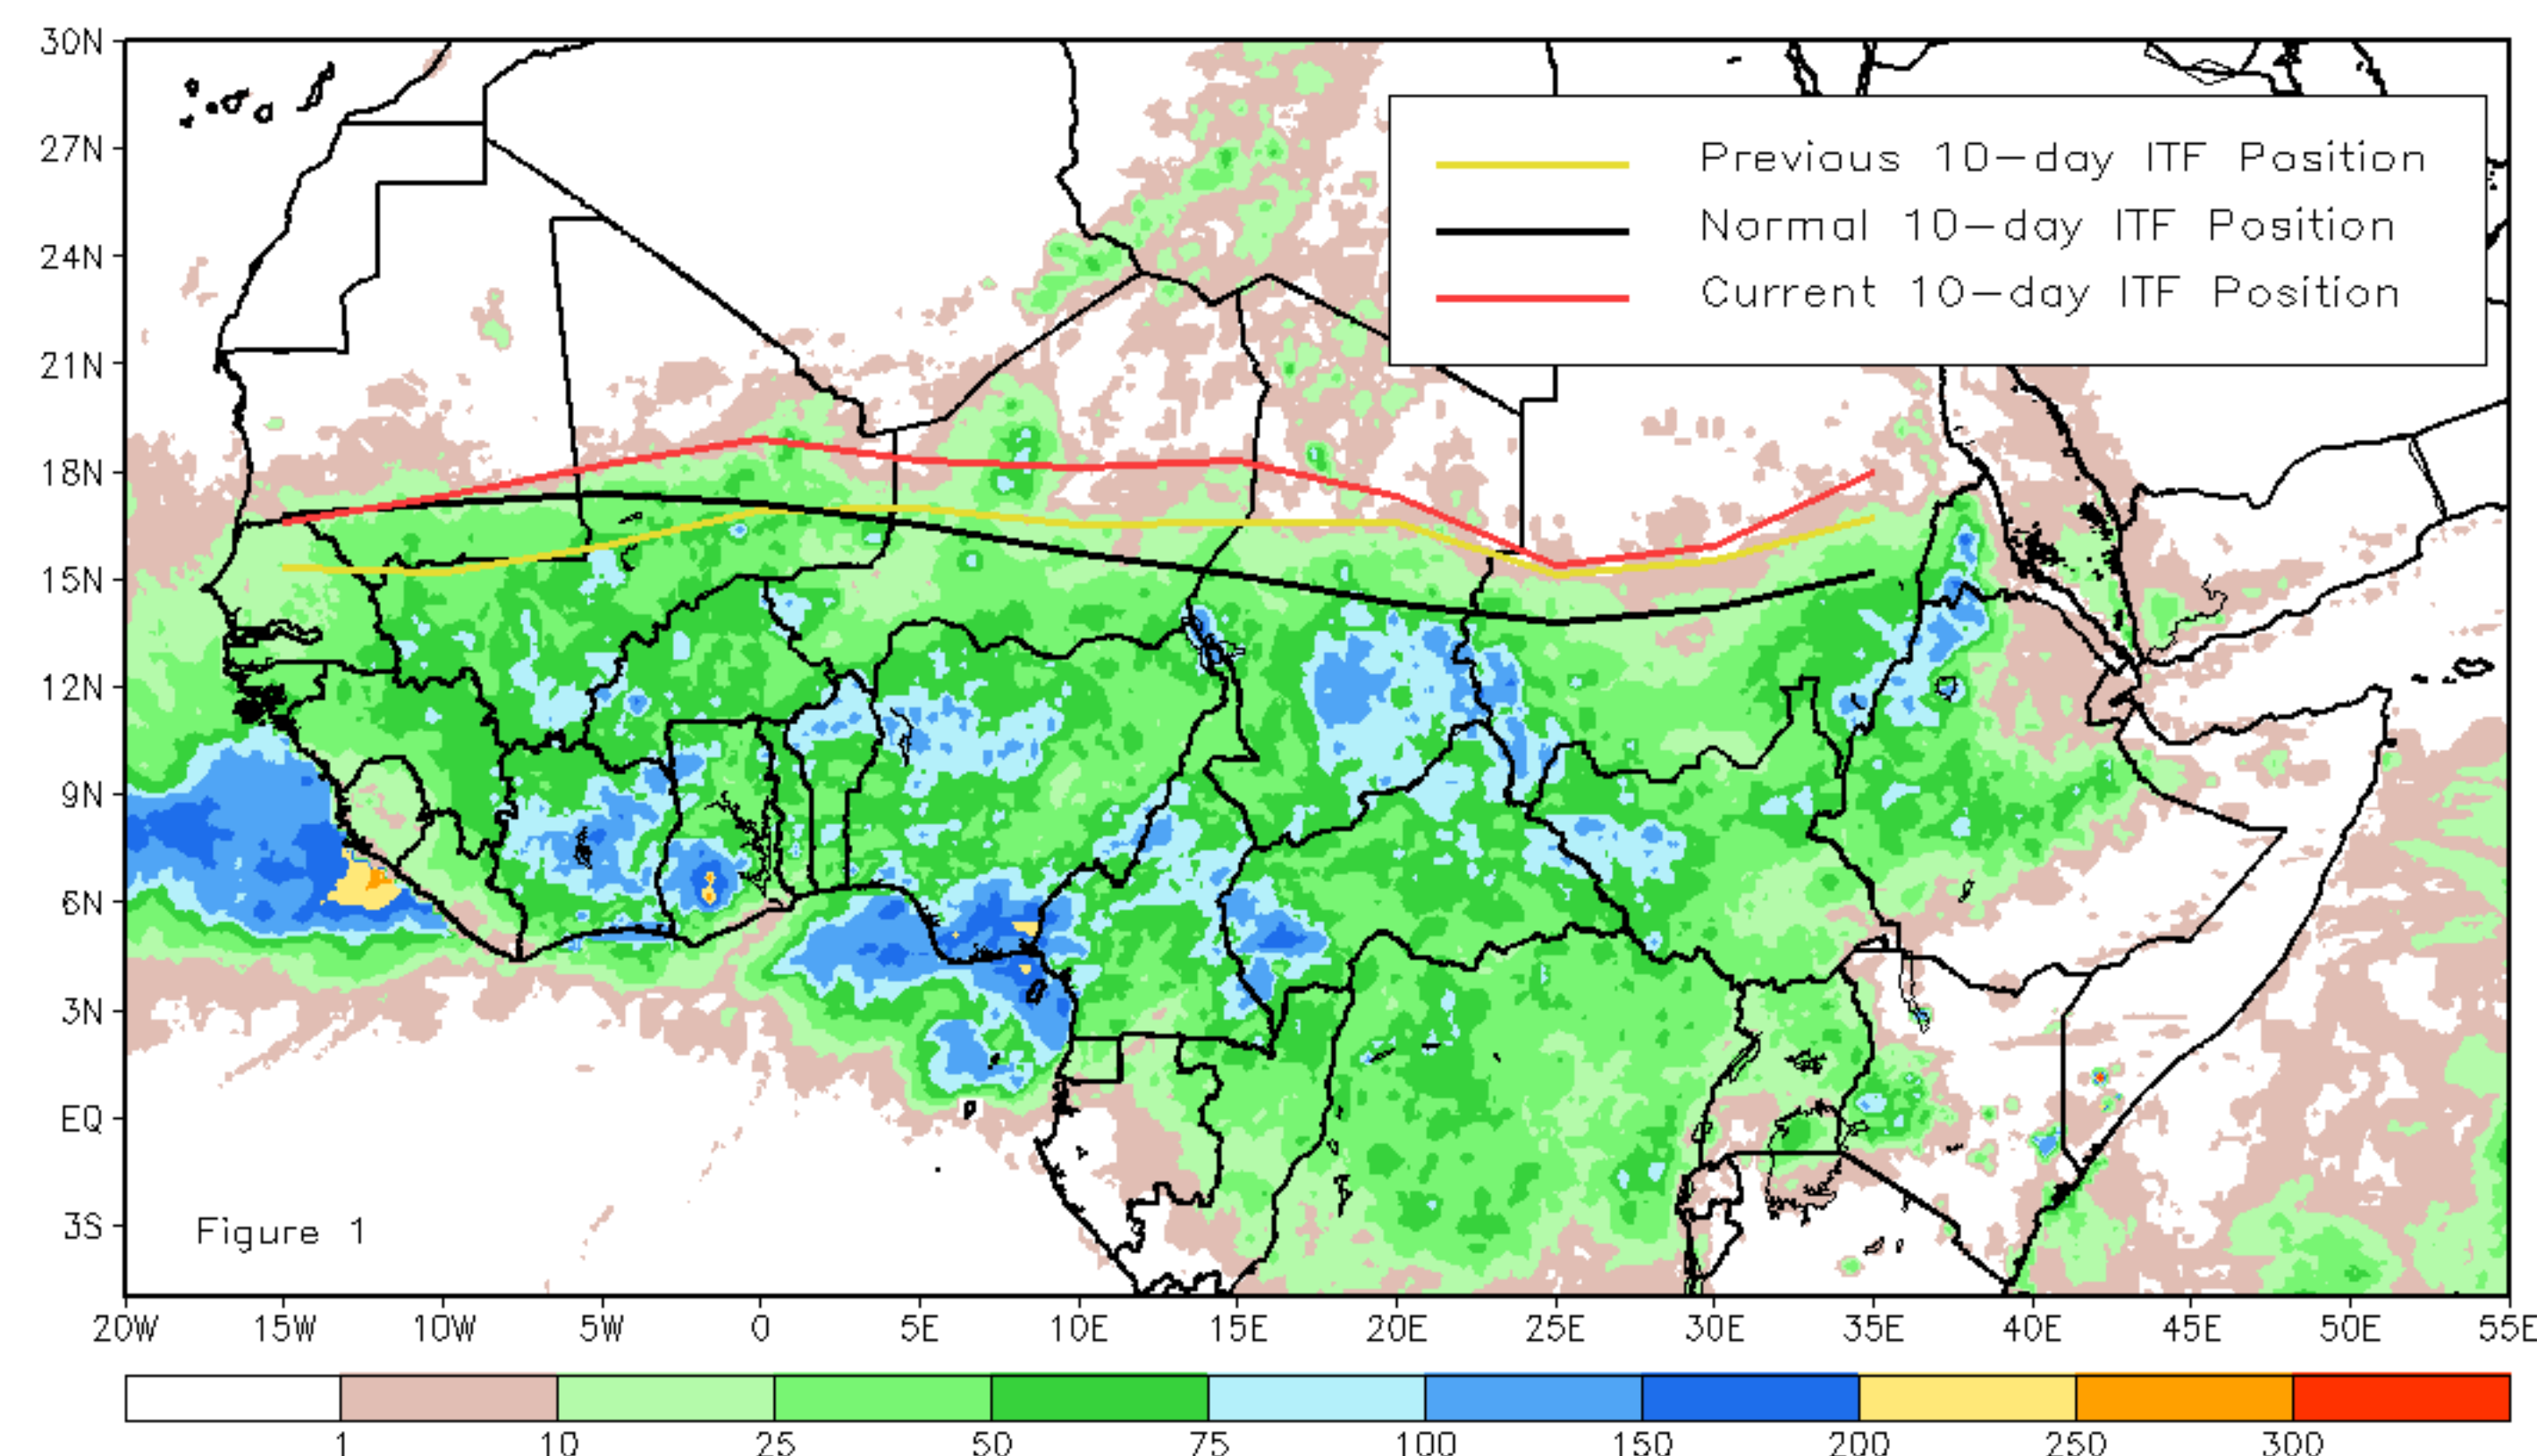 30N
27N
24N
21N
18N
15N
12N
9N
6N
3N
EQ
3S
Previous 10-day ITF Position
Normal 10-day ITF Position
Current 10-day ITF Position
Figure 1
20W 15W 10W 5W 0 5E 10E 15E 20E 25E 30E 35E 40E 45E 50E 55E
1 10 25 50 75 100 150 200 250 300